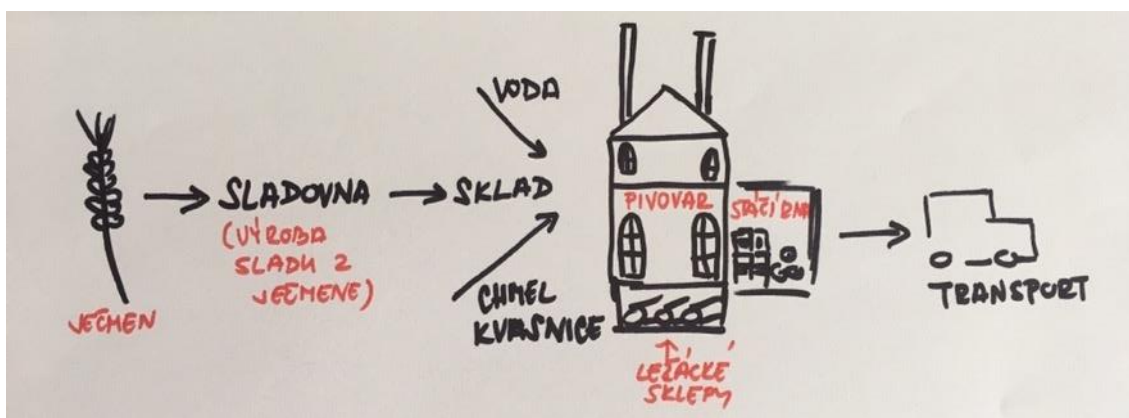 JEČMEN
SLADOVNA
(VÝROBA
SLADU Z
JEČMENE)
SKLAD
VODA
CHMEL
KVASNICE
PIVOVAR
STÁČÍRNA
LEŽÁCKÉ
SKLEPY
TRANSPORT